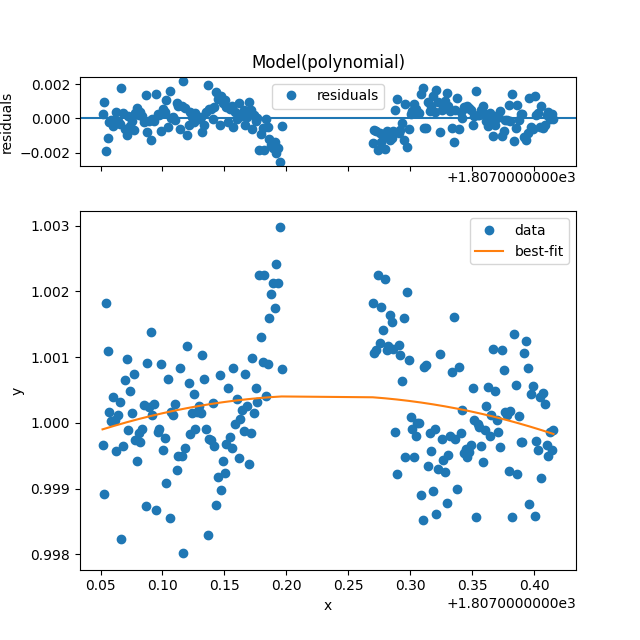 Model(polynomial)
0.002
0.000
−0.002
residuals
residuals
+1.8070000000e3
1.003
1.002
1.001
1.000
0.999
0.998
y
data
best-fit
0.05 0.10 0.15 0.20 0.25 0.30 0.35 0.40
x
+1.8070000000e3